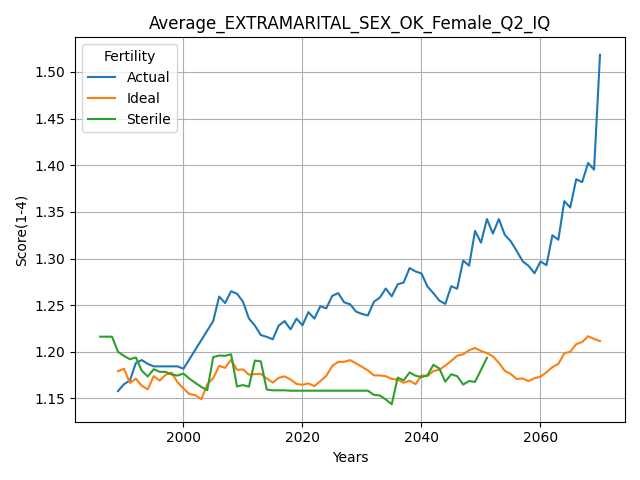 Average_EXTRAMARITAL_SEX_OK_Female_Q2_IQ
Fertility
Actual
Ideal
Sterile
Score(1-4)
1.50
1.45
1.40
1.35
1.30
1.25
1.20
1.15
2000 2020 2040 2060
Years